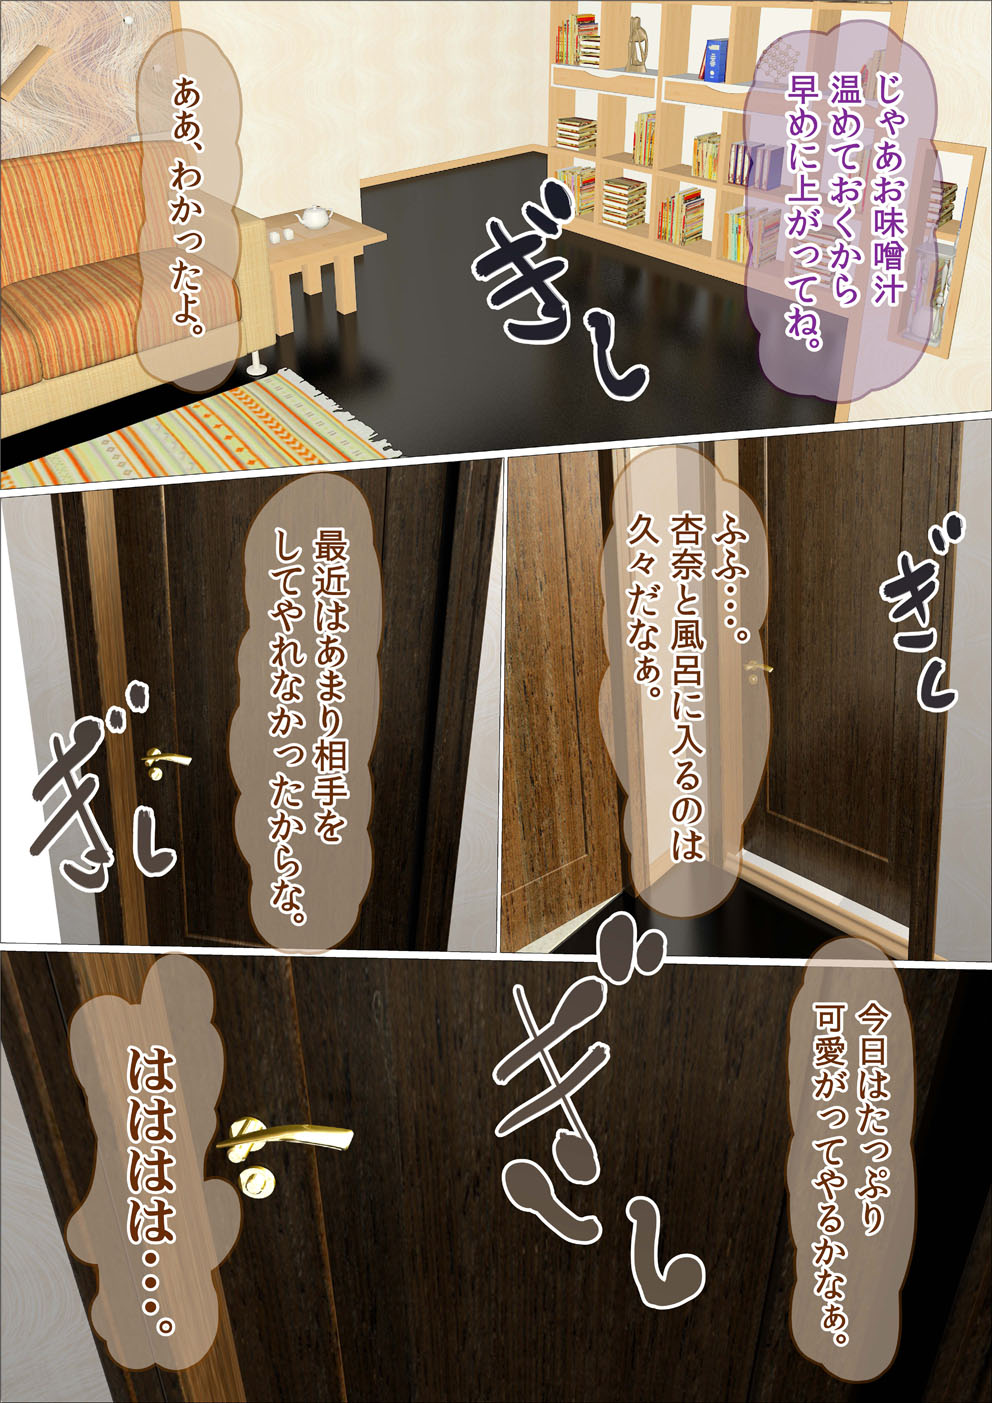 じゃあお味噌汁
温めておくから
早めに上がってね。
ぎし
ああ、わかったよ。
ぎし
ふふ･･･。
杏奈と風呂に入るのは
久々だなぁ。
最近はあまり相手を
してやれなかったからな。
ぎし
今日はたっぷり
可愛がってやるかなぁ。
ぎし
はははは･･･。